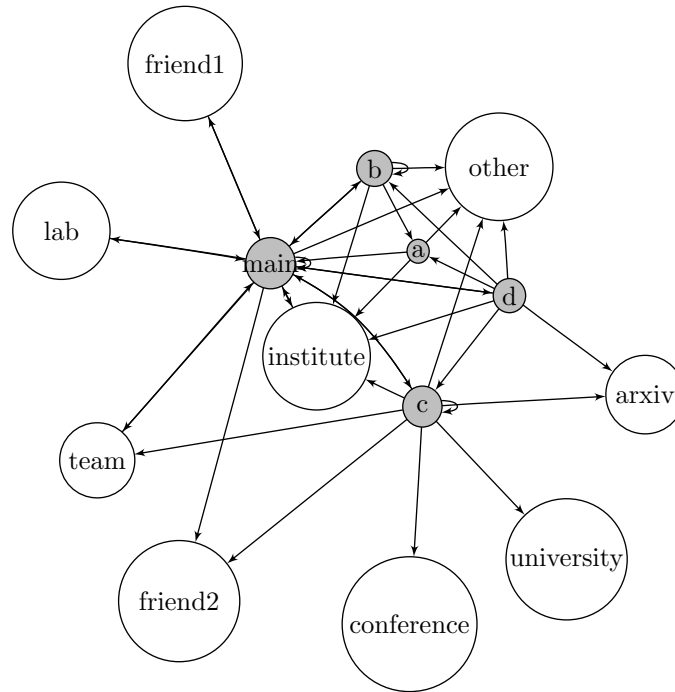 friend1
b
other
lab
a
main
d
institute
arxiv
c
team
university
friend2
conference